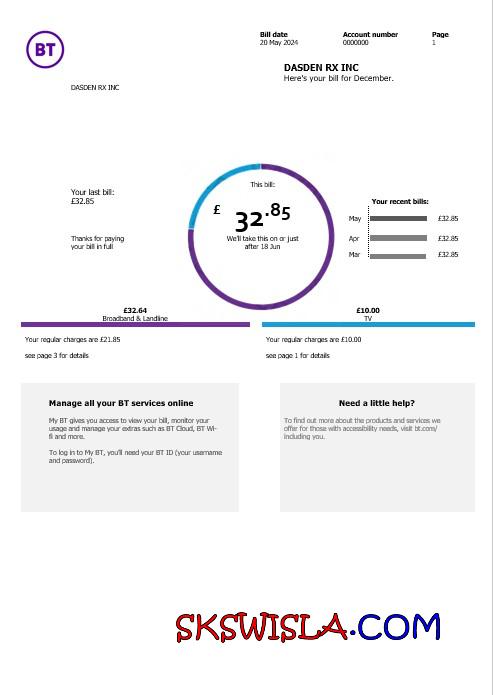 BT
Bill date Account number Page
20 May 2024 0000000 1
DASDEN RX INC
Here's your bill for December.
DASDEN RX INC
This bill:
£ 32.85
We'll take this on or just
after 18 Jun
Your last bill:
£32.85
Thanks for paying
your bill in full
Your recent bills:
May £32.85
Apr £32.85
Mar £32.85
£32.64
Broadband & Landline
Your regular charges are £21.85
see page 3 for details
£10.00
TV
Your regular charges are £10.00
see page 1 for details
Manage all your BT services online
My BT gives you access to view your bill, monitor your
usage and manage your extras such as BT Cloud, BT Wi-
fi and more.
To log in to My BT, you'll need your BT ID (your username
and password).
Need a little help?
To find out more about the products and services we
offer for those with accessibility needs, visit bt.com/
including you.
SKSWISLA.COM